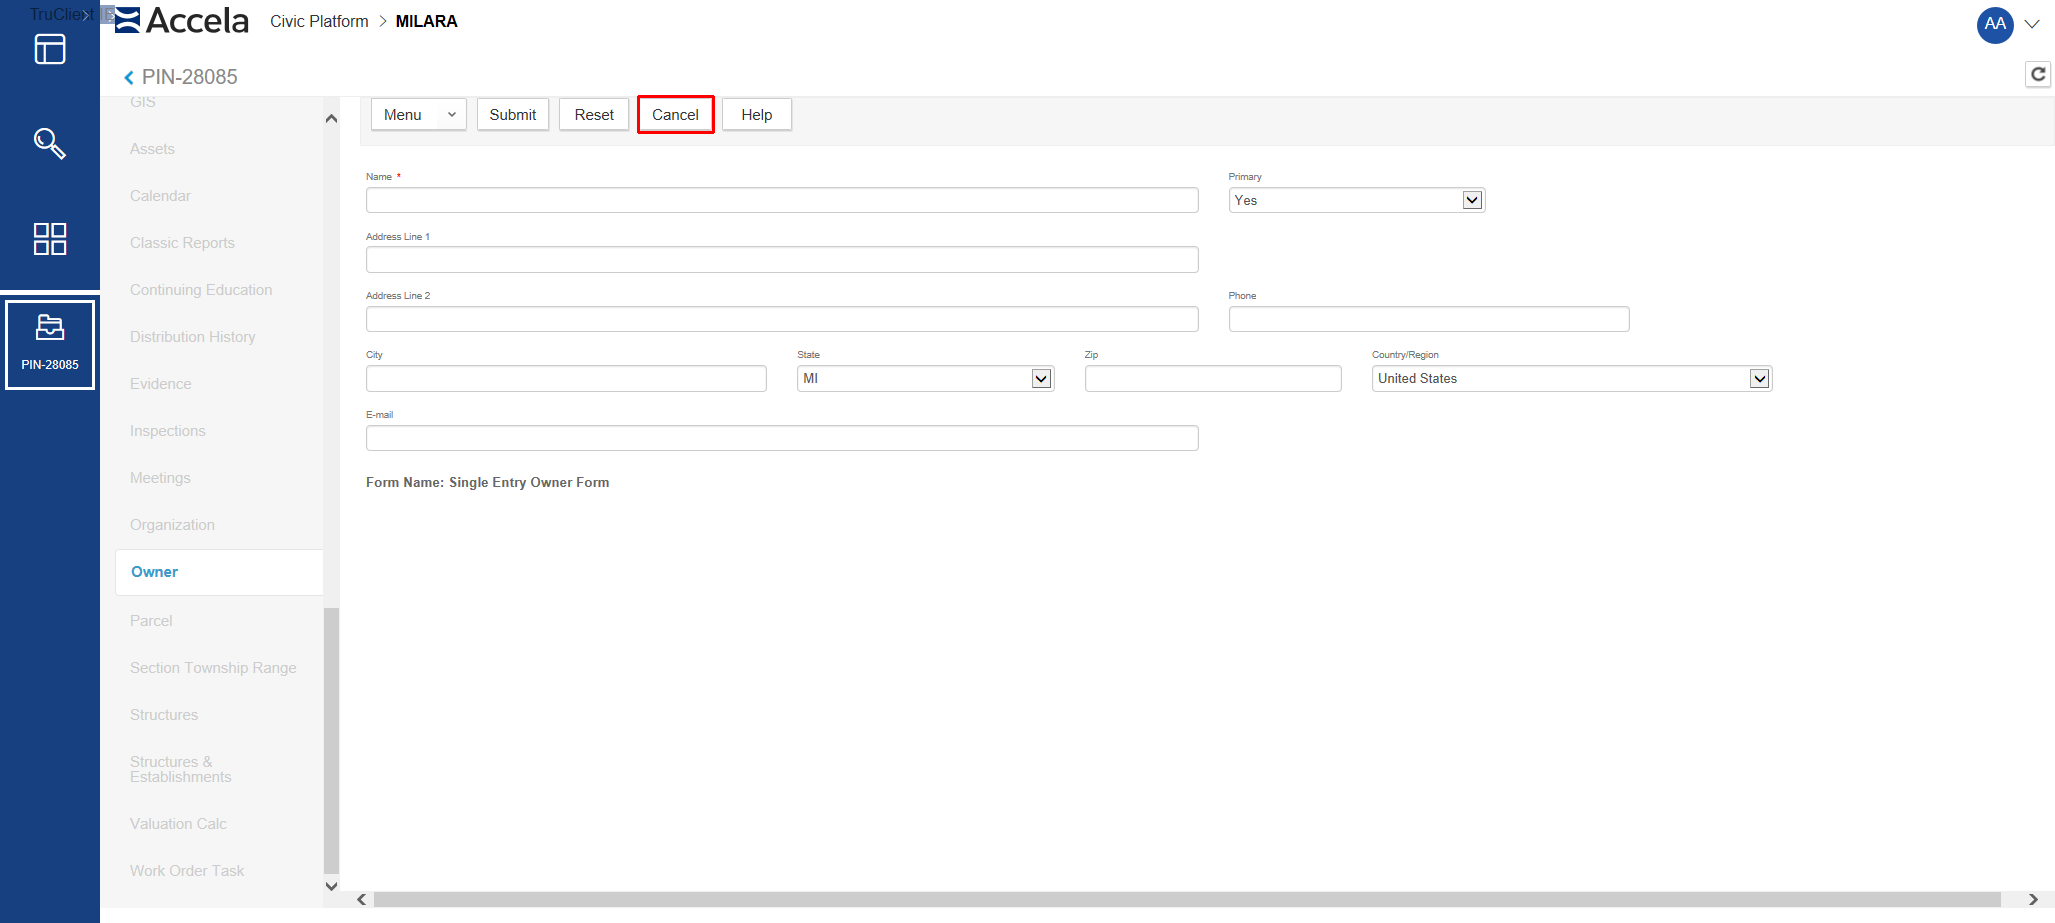 TruClient
Accela
Civic Platform > MILARA
AA
PIN-28085
GIS
Menu
Submit
Reset
Cancel
Help
Assets
Calendar
Classic Reports
Continuing Education
Distribution History
Evidence
Inspections
Meetings
Organization
Owner
Parcel
Section Township Range
Structures
Structures &
Establishments
Valuation Calc
Work Order Task
PIN-28085
Name *
Primary
Yes
Address Line 1
Address Line 2
Phone
City
State
Zip
Country/Region
MI
United States
E-mail
Form Name: Single Entry Owner Form